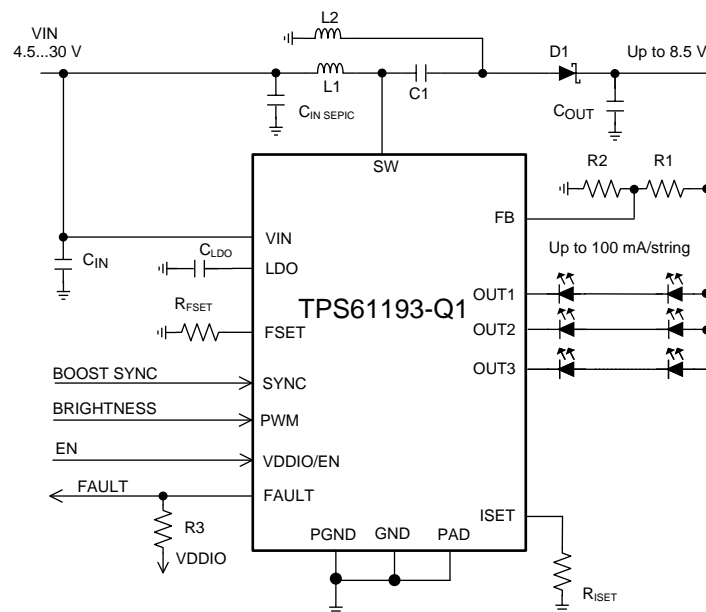 VIN
4.5...30 V
L2
L1
C1
D1
Up to 8.5 V
CIN SEPIC
COUT
SW
R2
R1
FB
VIN
CIN
CLDO
LDO
Up to 100 mA/string
TPS61193-Q1
OUT1
OUT2
OUT3
RFSET
FSET
BOOST SYNC
SYNC
BRIGHTNESS
PWM
EN
VDDIO/EN
FAULT
FAULT
R3
VDDIO
ISET
PGND
GND
PAD
RISET